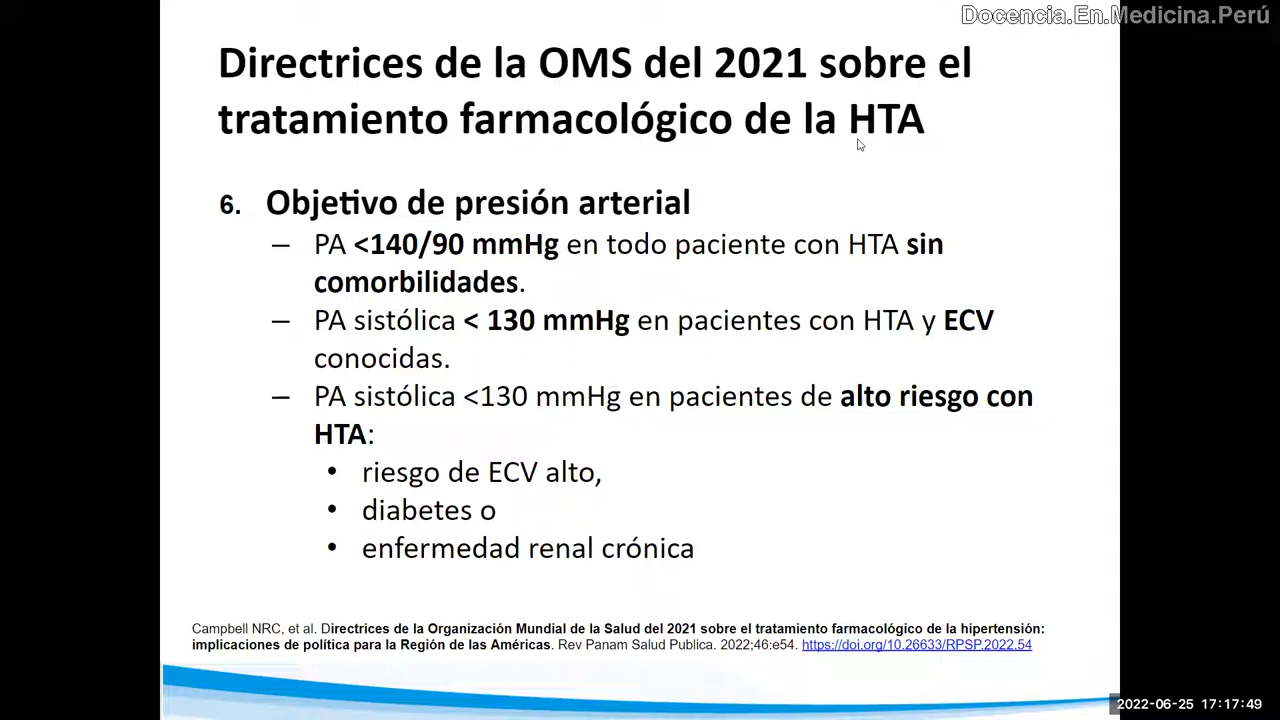 Docencia.En.Medicina.Perú
Directrices de la OMS del 2021 sobre el
tratamiento farmacológico de la HTA
6. Objetivo de presión arterial
– PA <140/90 mmHg en todo paciente con HTA sin
comorbilidades.
– PA sistólica < 130 mmHg en pacientes con HTA y ECV
conocidas.
– PA sistólica <130 mmHg en pacientes de alto riesgo con
HTA:
• riesgo de ECV alto,
• diabetes o
• enfermedad renal crónica
Campbell NRC, et al. Directrices de la Organización Mundial de la Salud del 2021 sobre el tratamiento farmacológico de la hipertensión:
implicaciones de política para la Región de las Américas. Rev Panam Salud Publica. 2022;46:e54. https://doi.org/10.26633/RPSP.2022.54
2022-06-25 17:17:49